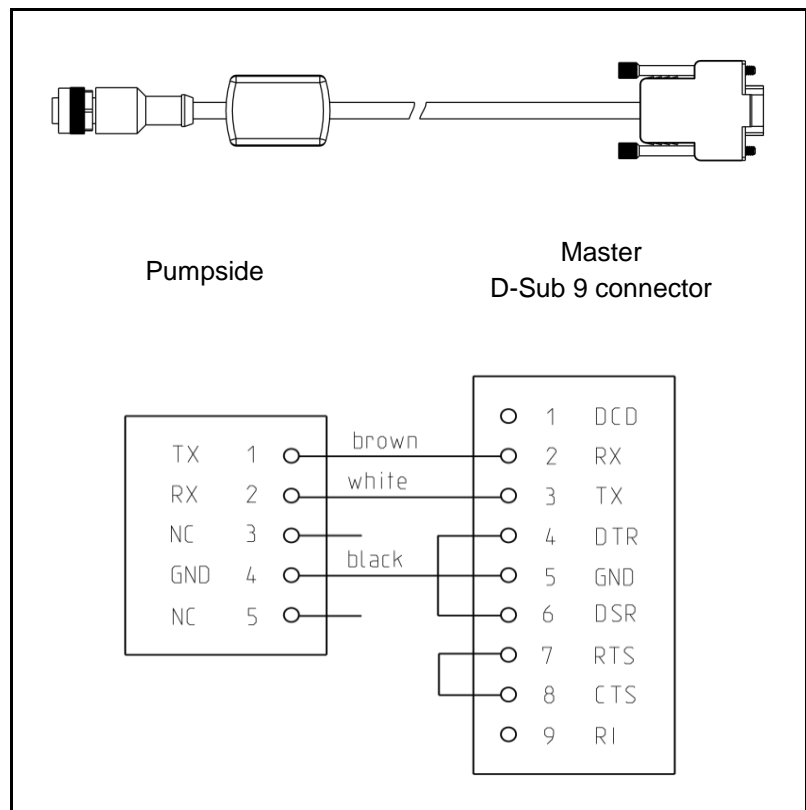 Pumpside
Master
D-Sub 9 connector
TX 1
RX 2
NC 3
GND 4
NC 5
brown
white
black
1 DCD
2 RX
3 TX
4 DTR
5 GND
6 DSR
7 RTS
8 CTS
9 RI